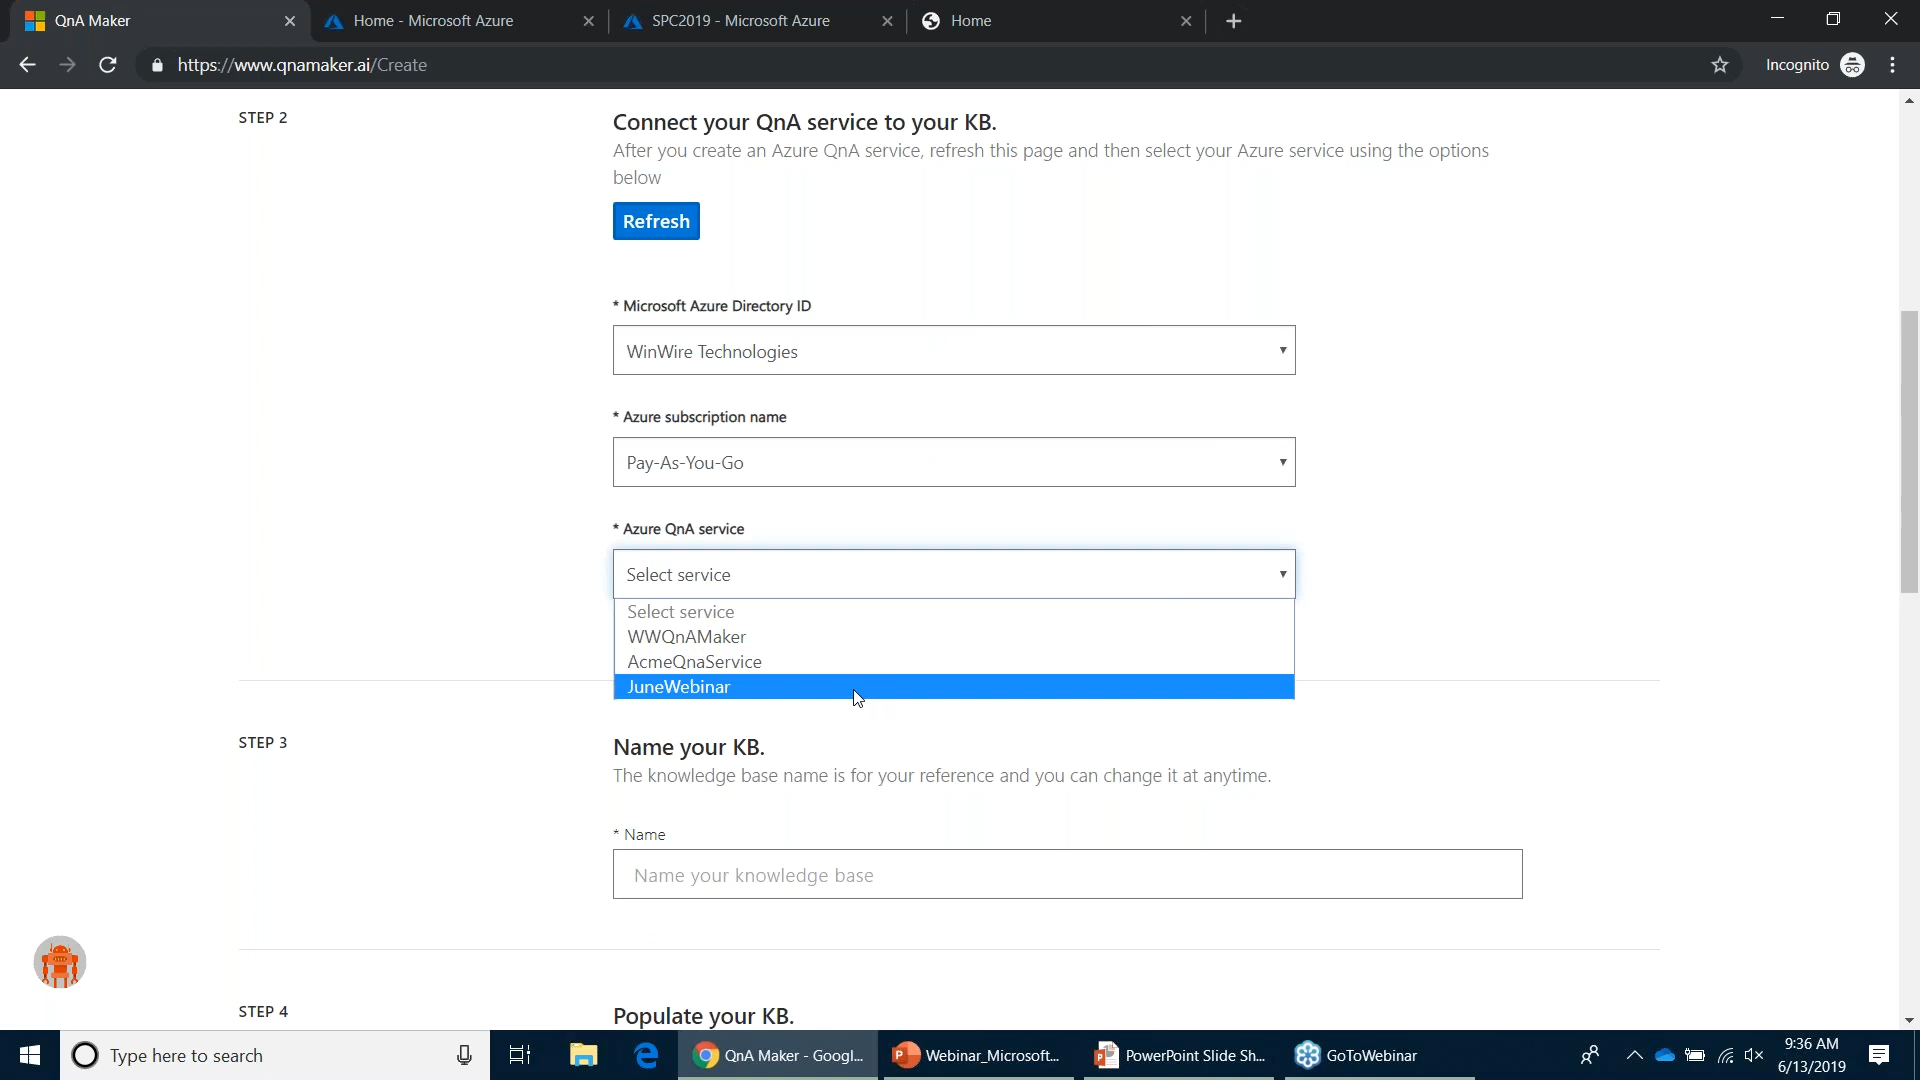 QnA Maker
Home - Microsoft Azure
SPC2019 - Microsoft Azure
Home
https://www.qnamaker.ai/Create
Incognito
STEP 2
Connect your QnA service to your KB.
After you create an Azure QnA service, refresh this page and then select your Azure service using the options
below
Refresh
* Microsoft Azure Directory ID
WinWire Technologies
* Azure subscription name
Pay-As-You-Go
* Azure QnA service
Select service
Select service
WWQnAMaker
AcmeQnaService
JuneWebinar
STEP 3
Name your KB.
The knowledge base name is for your reference and you can change it at anytime.
* Name
Name your knowledge base
STEP 4
Populate your KB.
Type here to search
QnA Maker - Googl...
Webinar_Microsoft...
PowerPoint Slide Sh...
GoToWebinar
9:36 AM
6/13/2019